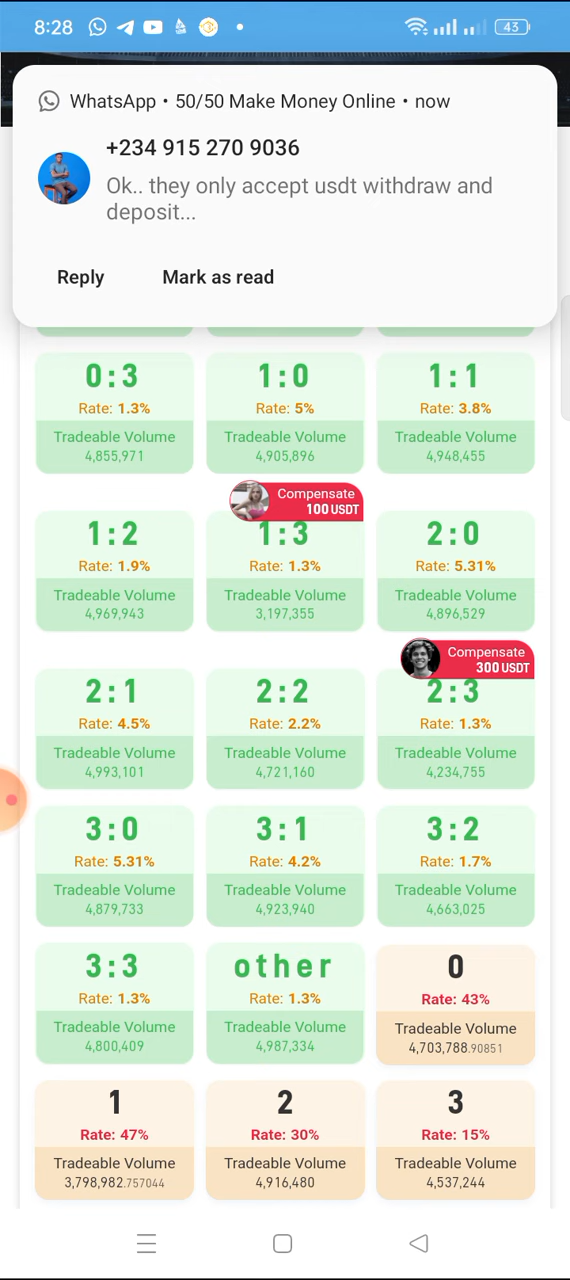 8:28
43
WhatsApp • 50/50 Make Money Online • now
+234 915 270 9036
Ok.. they only accept usdt withdraw and
deposit...
Reply Mark as read
0:3 1:0 1:1
Rate: 1.3% Rate: 5% Rate: 3.8%
Tradeable Volume Tradeable Volume Tradeable Volume
4,855,971 4,905,896 4,948,455
Compensate
100 USDT
1:2 1:3 2:0
Rate: 1.9% Rate: 1.3% Rate: 5.31%
Tradeable Volume Tradeable Volume Tradeable Volume
4,969,943 3,197,355 4,896,529
Compensate
300 USDT
2:1 2:2 2:3
Rate: 4.5% Rate: 2.2% Rate: 1.3%
Tradeable Volume Tradeable Volume Tradeable Volume
4,993,101 4,721,160 4,234,755
3:0 3:1 3:2
Rate: 5.31% Rate: 4.2% Rate: 1.7%
Tradeable Volume Tradeable Volume Tradeable Volume
4,879,733 4,923,940 4,663,025
3:3 other 0
Rate: 1.3% Rate: 1.3% Rate: 43%
Tradeable Volume Tradeable Volume Tradeable Volume
4,800,409 4,987,334 4,703,788.90851
1 2 3
Rate: 47% Rate: 30% Rate: 15%
Tradeable Volume Tradeable Volume Tradeable Volume
3,798,982.757044 4,916,480 4,537,244